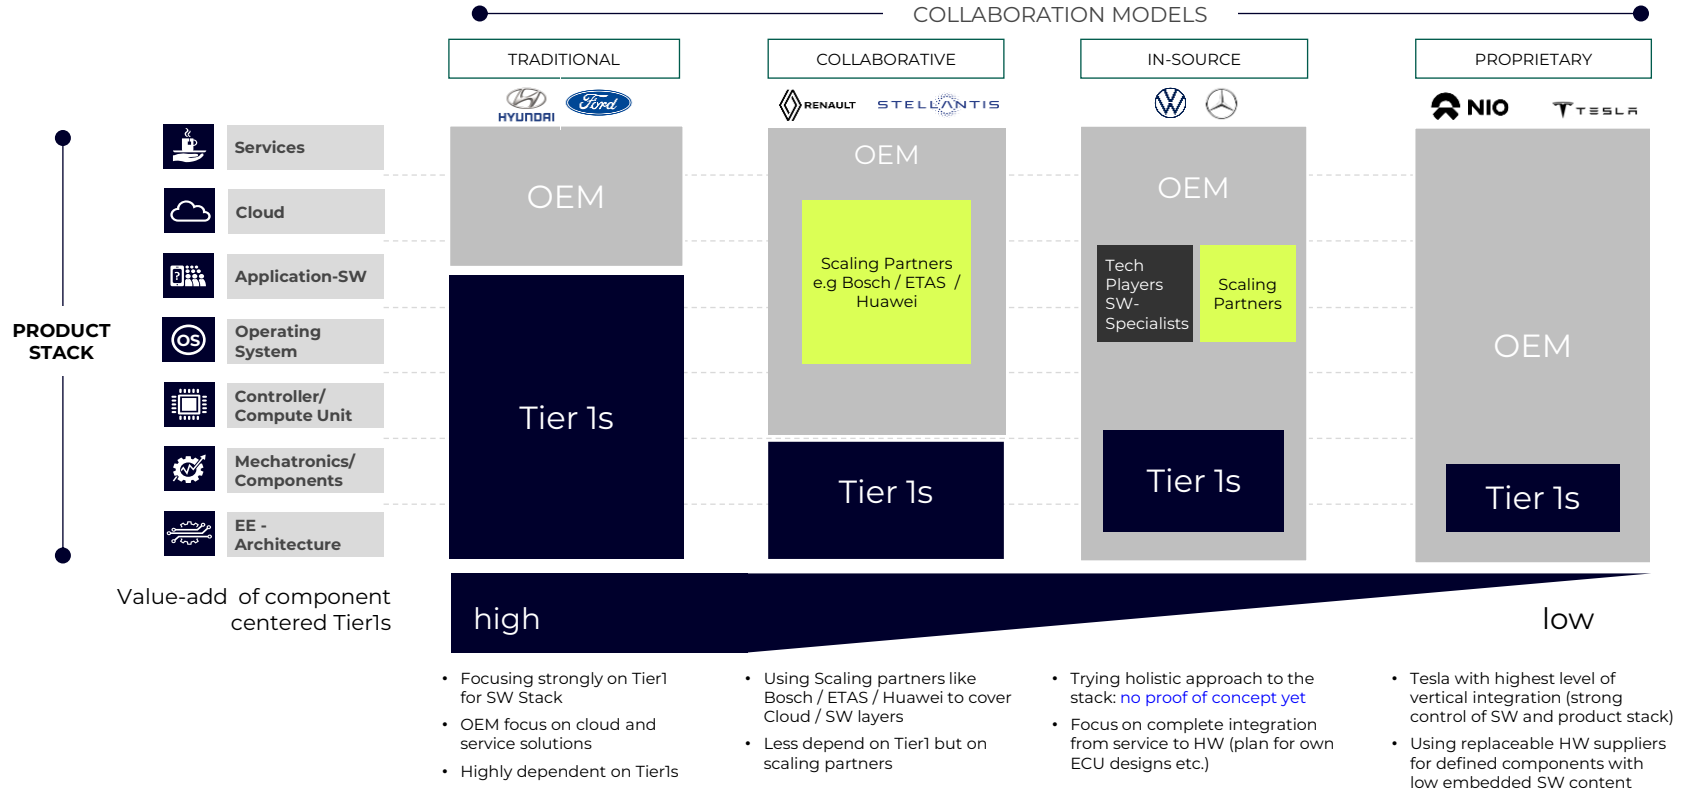 COLLABORATION MODELS
TRADITIONAL
COLLABORATIVE
IN-SOURCE
PROPRIETARY
HYUNDAI
Ford
RENAULT
STELLANTIS
NIO
TESLA
PRODUCT
STACK
Services
Cloud
Application-SW
OS
Operating
System
Controller/
Compute Unit
Mechatronics/
Components
EE -
Architecture
OEM
Tier 1s
OEM
Scaling Partners
e.g Bosch / ETAS /
Huawei
Tier 1s
OEM
Tech
Players
SW-
Specialists
Scaling
Partners
Tier 1s
OEM
Tier 1s
Value-add of component
centered Tier1s
high
low
• Focusing strongly on Tier1
for SW Stack
• OEM focus on cloud and
service solutions
• Highly dependent on Tier1s
• Using Scaling partners like
Bosch / ETAS / Huawei to cover
Cloud / SW layers
• Less depend on Tier1 but on
scaling partners
• Trying holistic approach to the
stack: no proof of concept yet
• Focus on complete integration
from service to HW (plan for own
ECU designs etc.)
• Tesla with highest level of
vertical integration (strong
control of SW and product stack)
• Using replaceable HW suppliers
for defined components with
low embedded SW content